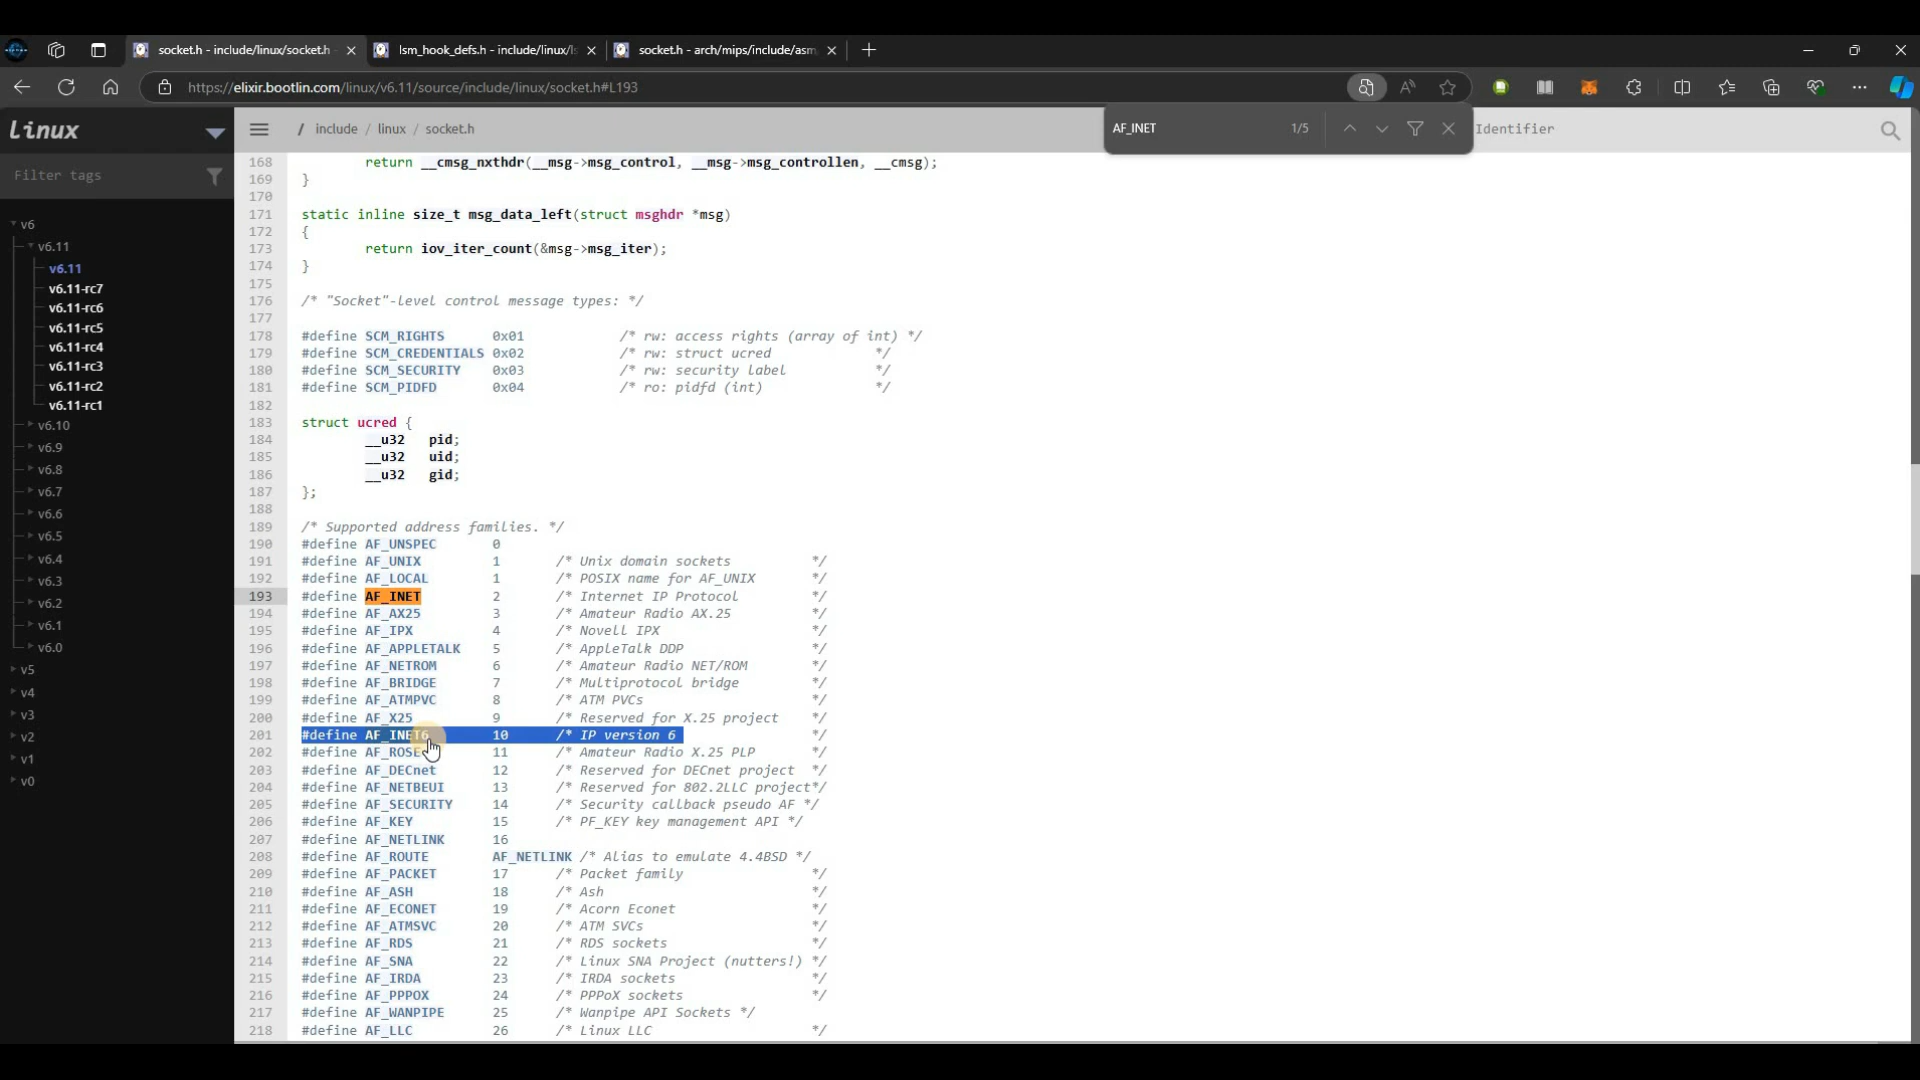 socket.h - include/linux/socket.h
lsm_hook_defs.h - include/linux/ls
socket.h - arch/mips/include/asm
https://elixir.bootlin.com/linux/v6.11/source/include/linux/socket.h#L193
Linux
/ include / linux / socket.h
AF_INET 1/5
Identifier
Filter tags
v6
v6.11
v6.11
v6.11-rc7
v6.11-rc6
v6.11-rc5
v6.11-rc4
v6.11-rc3
v6.11-rc2
v6.11-rc1
v6.10
v6.9
v6.8
v6.7
v6.6
v6.5
v6.4
v6.3
v6.2
v6.1
v6.0
v5
v4
v3
v2
v1
v0
168 return __cmsg_nxthdr(__msg->msg_control, __msg->msg_controllen, __cmsg);
169 }
170
171 static inline size_t msg_data_left(struct msghdr *msg)
172 {
173 return iov_iter_count(&msg->msg_iter);
174 }
175
176 /* "Socket"-level control message types: */
177
178 #define SCM_RIGHTS 0x01 /* rw: access rights (array of int) */
179 #define SCM_CREDENTIALS 0x02 /* rw: struct ucred */
180 #define SCM_SECURITY 0x03 /* rw: security label */
181 #define SCM_PIDFD 0x04 /* ro: pidfd (int) */
182
183 struct ucred {
184 __u32 pid;
185 __u32 uid;
186 __u32 gid;
187 };
188
189 /* Supported address families. */
190 #define AF_UNSPEC 0
191 #define AF_UNIX 1 /* Unix domain sockets */
192 #define AF_LOCAL 1 /* POSIX name for AF_UNIX */
193 #define AF_INET 2 /* Internet IP Protocol */
194 #define AF_AX25 3 /* Amateur Radio AX.25 */
195 #define AF_IPX 4 /* Novell IPX */
196 #define AF_APPLETALK 5 /* AppleTalk DDP */
197 #define AF_NETROM 6 /* Amateur Radio NET/ROM */
198 #define AF_BRIDGE 7 /* Multiprotocol bridge */
199 #define AF_ATMPVC 8 /* ATM PVCs */
200 #define AF_X25 9 /* Reserved for X.25 project */
201 #define AF_INET6 10 /* IP version 6 */
202 #define AF_ROSE 11 /* Amateur Radio X.25 PLP */
203 #define AF_DECnet 12 /* Reserved for DECnet project */
204 #define AF_NETBEUI 13 /* Reserved for 802.2LLC project*/
205 #define AF_SECURITY 14 /* Security callback pseudo AF */
206 #define AF_KEY 15 /* PF_KEY key management API */
207 #define AF_NETLINK 16
208 #define AF_ROUTE AF_NETLINK /* Alias to emulate 4.4BSD */
209 #define AF_PACKET 17 /* Packet family */
210 #define AF_ASH 18 /* Ash */
211 #define AF_ECONET 19 /* Acorn Econet */
212 #define AF_ATMSVC 20 /* ATM SVCs */
213 #define AF_RDS 21 /* RDS sockets */
214 #define AF_SNA 22 /* Linux SNA Project (nutters!) */
215 #define AF_IRDA 23 /* IRDA sockets */
216 #define AF_PPPOX 24 /* PPPoX sockets */
217 #define AF_WANPIPE 25 /* Wanpipe API Sockets */
218 #define AF_LLC 26 /* Linux LLC */